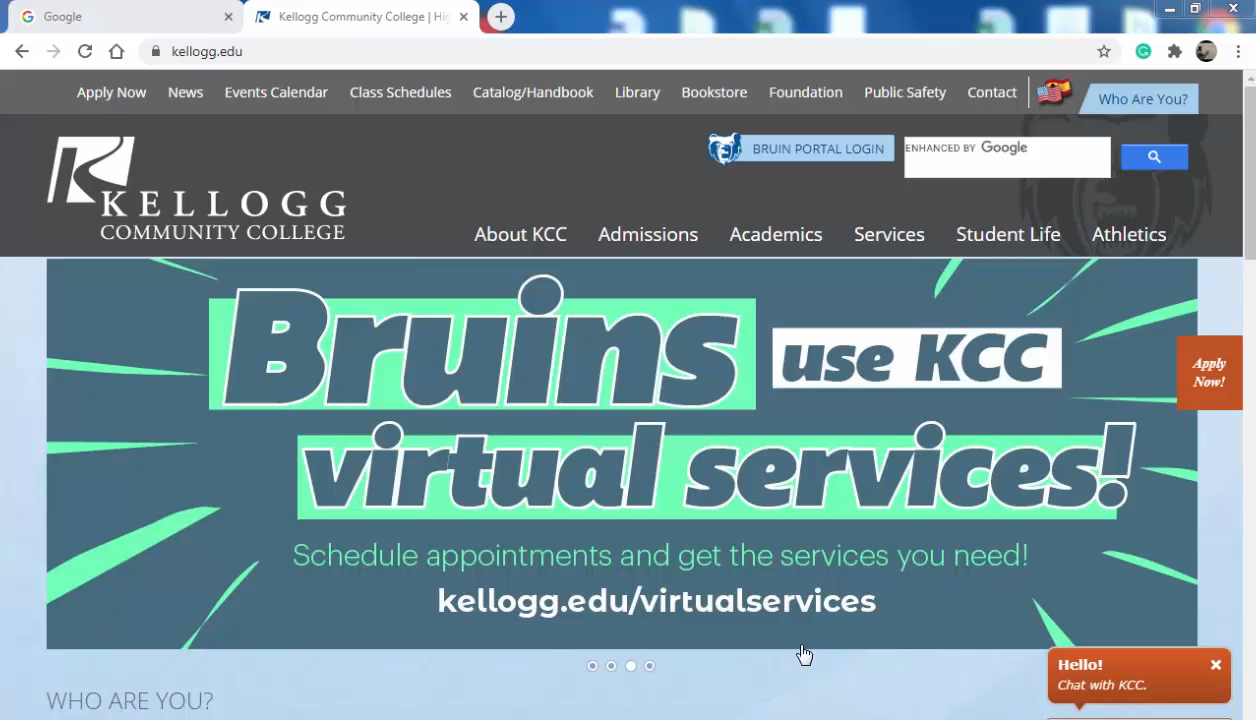 Google
Kellogg Community College | Hig
kellogg.edu
Apply Now News Events Calendar Class Schedules Catalog/Handbook Library Bookstore Foundation Public Safety Contact
Who Are You?
BRUIN PORTAL LOGIN
ENHANCED BY Google
KELLOGG
COMMUNITY COLLEGE
About KCC Admissions Academics Services Student Life Athletics
Bruins use KCC
virtual services!
Schedule appointments and get the services you need!
kellogg.edu/virtualservices
Apply
Now!
Hello!
Chat with KCC.
WHO ARE YOU?